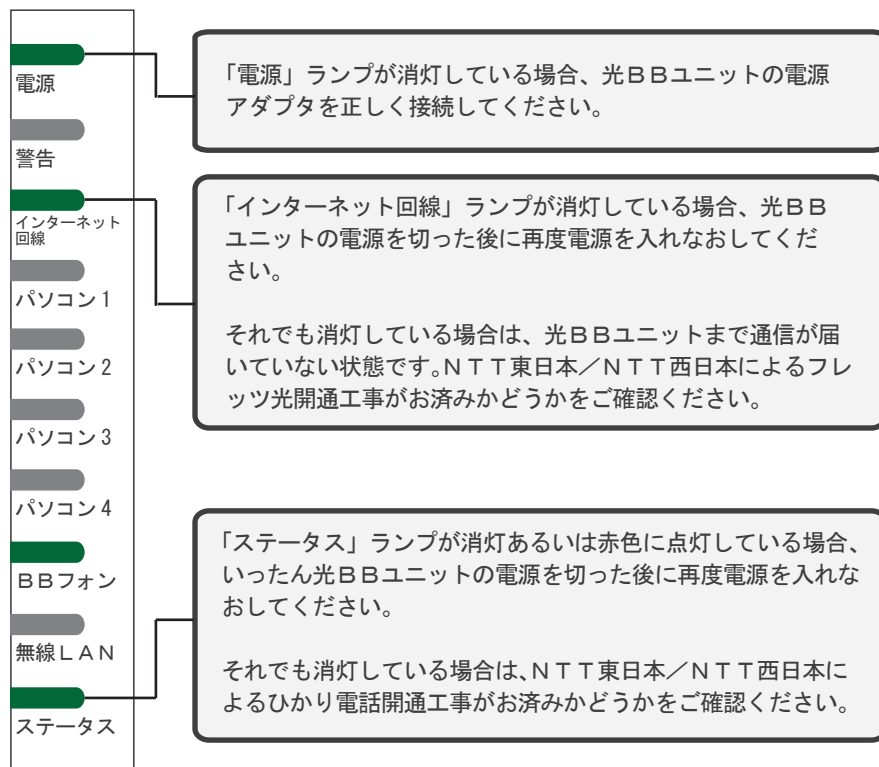 電源
警告
インターネット
回線
パソコン1
パソコン2
パソコン3
パソコン4
BBフォン
無線LAN
ステータス
「電源」ランプが消灯している場合、光BBユニットの電源
アダプタを正しく接続してください。
「インターネット回線」ランプが消灯している場合、光BB
ユニットの電源を切った後に再度電源を入れなおしてくだ
さい。
それでも消灯している場合は、光BBユニットまで通信が届
いていない状態です。NTT東日本/NTT西日本によるフレ
ッツ光開通工事がお済みかどうかをご確認ください。
「ステータス」ランプが消灯あるいは赤色に点灯している場合、
いったん光BBユニットの電源を切った後に再度電源を入れな
おしてください。
それでも消灯している場合は、NTT東日本/NTT西日本に
よるひかり電話開通工事がお済みかどうかをご確認ください。